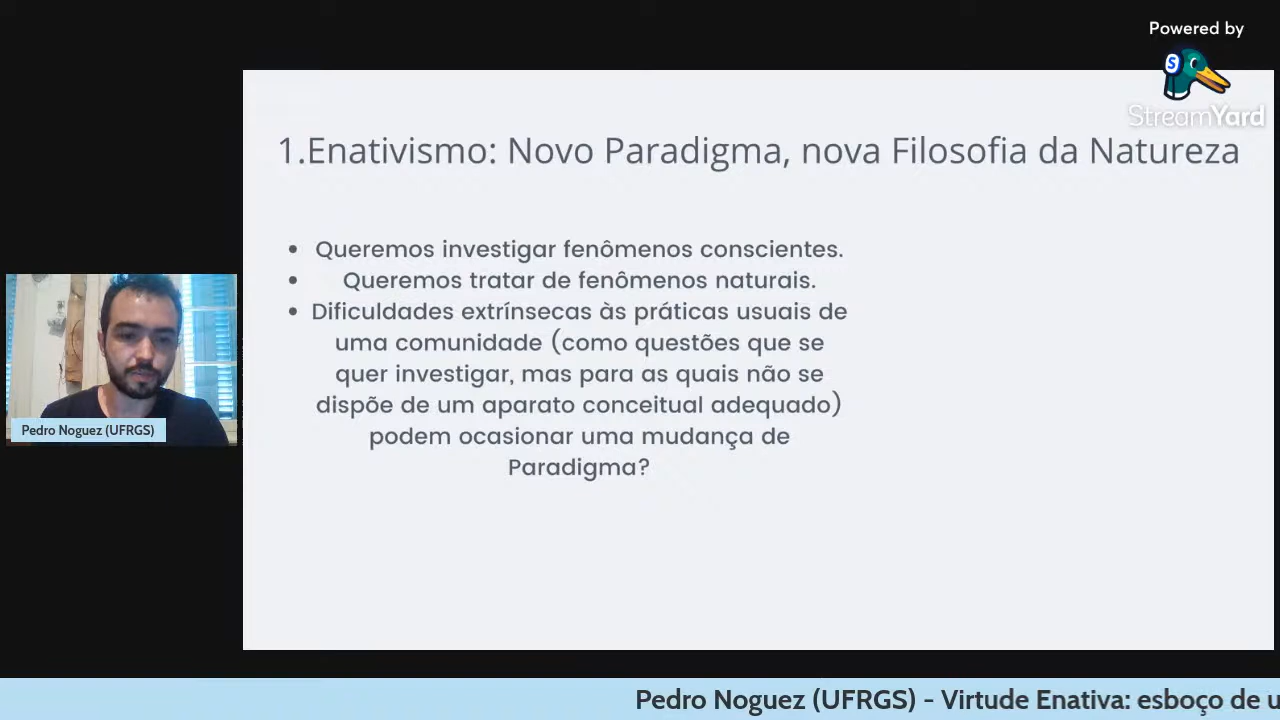 Powered by
StreamYard
1.Enativismo: Novo Paradigma, nova Filosofia da Natureza
• Queremos investigar fenômenos conscientes.
• Queremos tratar de fenômenos naturais.
• Dificuldades extrínsecas às práticas usuais de
uma comunidade (como questões que se
quer investigar, mas para as quais não se
dispõe de um aparato conceitual adequado)
podem ocasionar uma mudança de
Paradigma?
Pedro Noguez (UFRGS)
Pedro Noguez (UFRGS) - Virtude Enativa: esboço de u